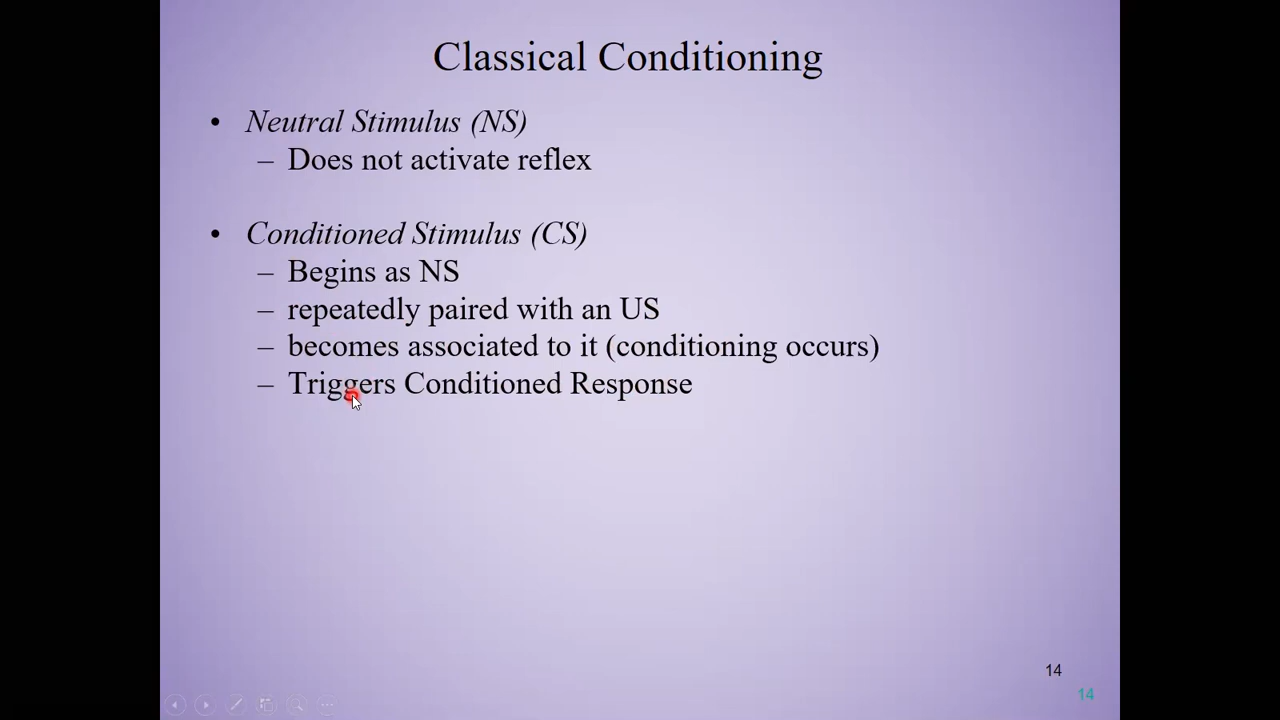 Classical Conditioning
• Neutral Stimulus (NS)
– Does not activate reflex
• Conditioned Stimulus (CS)
– Begins as NS
– repeatedly paired with an US
– becomes associated to it (conditioning occurs)
– Triggers Conditioned Response
14
14